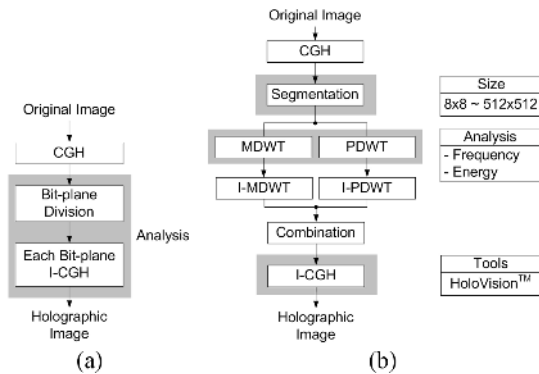 Original Image
CGH
Bit-plane
Division
Each Bit-plane
I-CGH
Analysis
Holographic
Image
(a)
Original Image
CGH
Segmentation
MDWT
PDWT
I-MDWT
I-PDWT
Combination
I-CGH
Holographic
Image
(b)
Size
8x8 ~ 512x512
Analysis
- Frequency
- Energy
Tools
HoloVision™